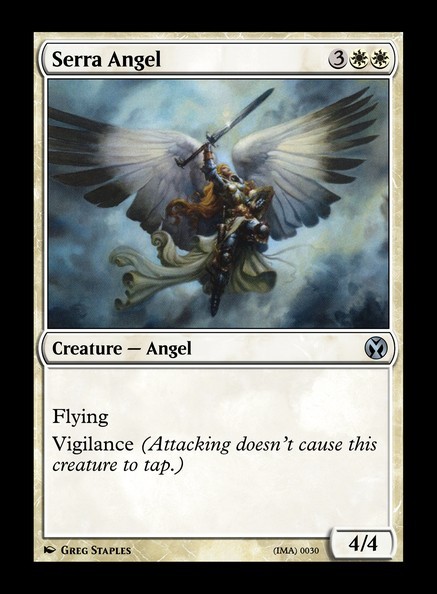 Serra Angel 3
Creature — Angel
Flying
Vigilance (Attacking doesn't cause this
creature to tap.)
4/4
Greg Staples (IMA) 0030